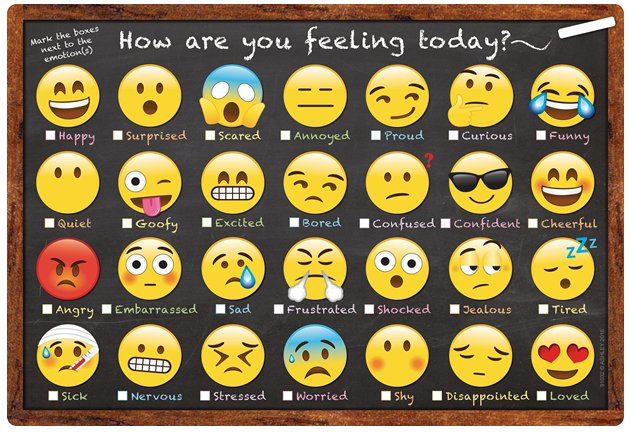 Mark the boxes
next to the
emotion(s)
How are you feeling today?
Happy Surprised Scared Annoyed Proud Curious Funny
?
Quiet Goofy Excited Bored Confused Confident Cheerful
zZz
Angry Embarrassed Sad Frustrated Shocked Jealous Tired
Sick Nervous Stressed Worried Shy Disappointed Loved